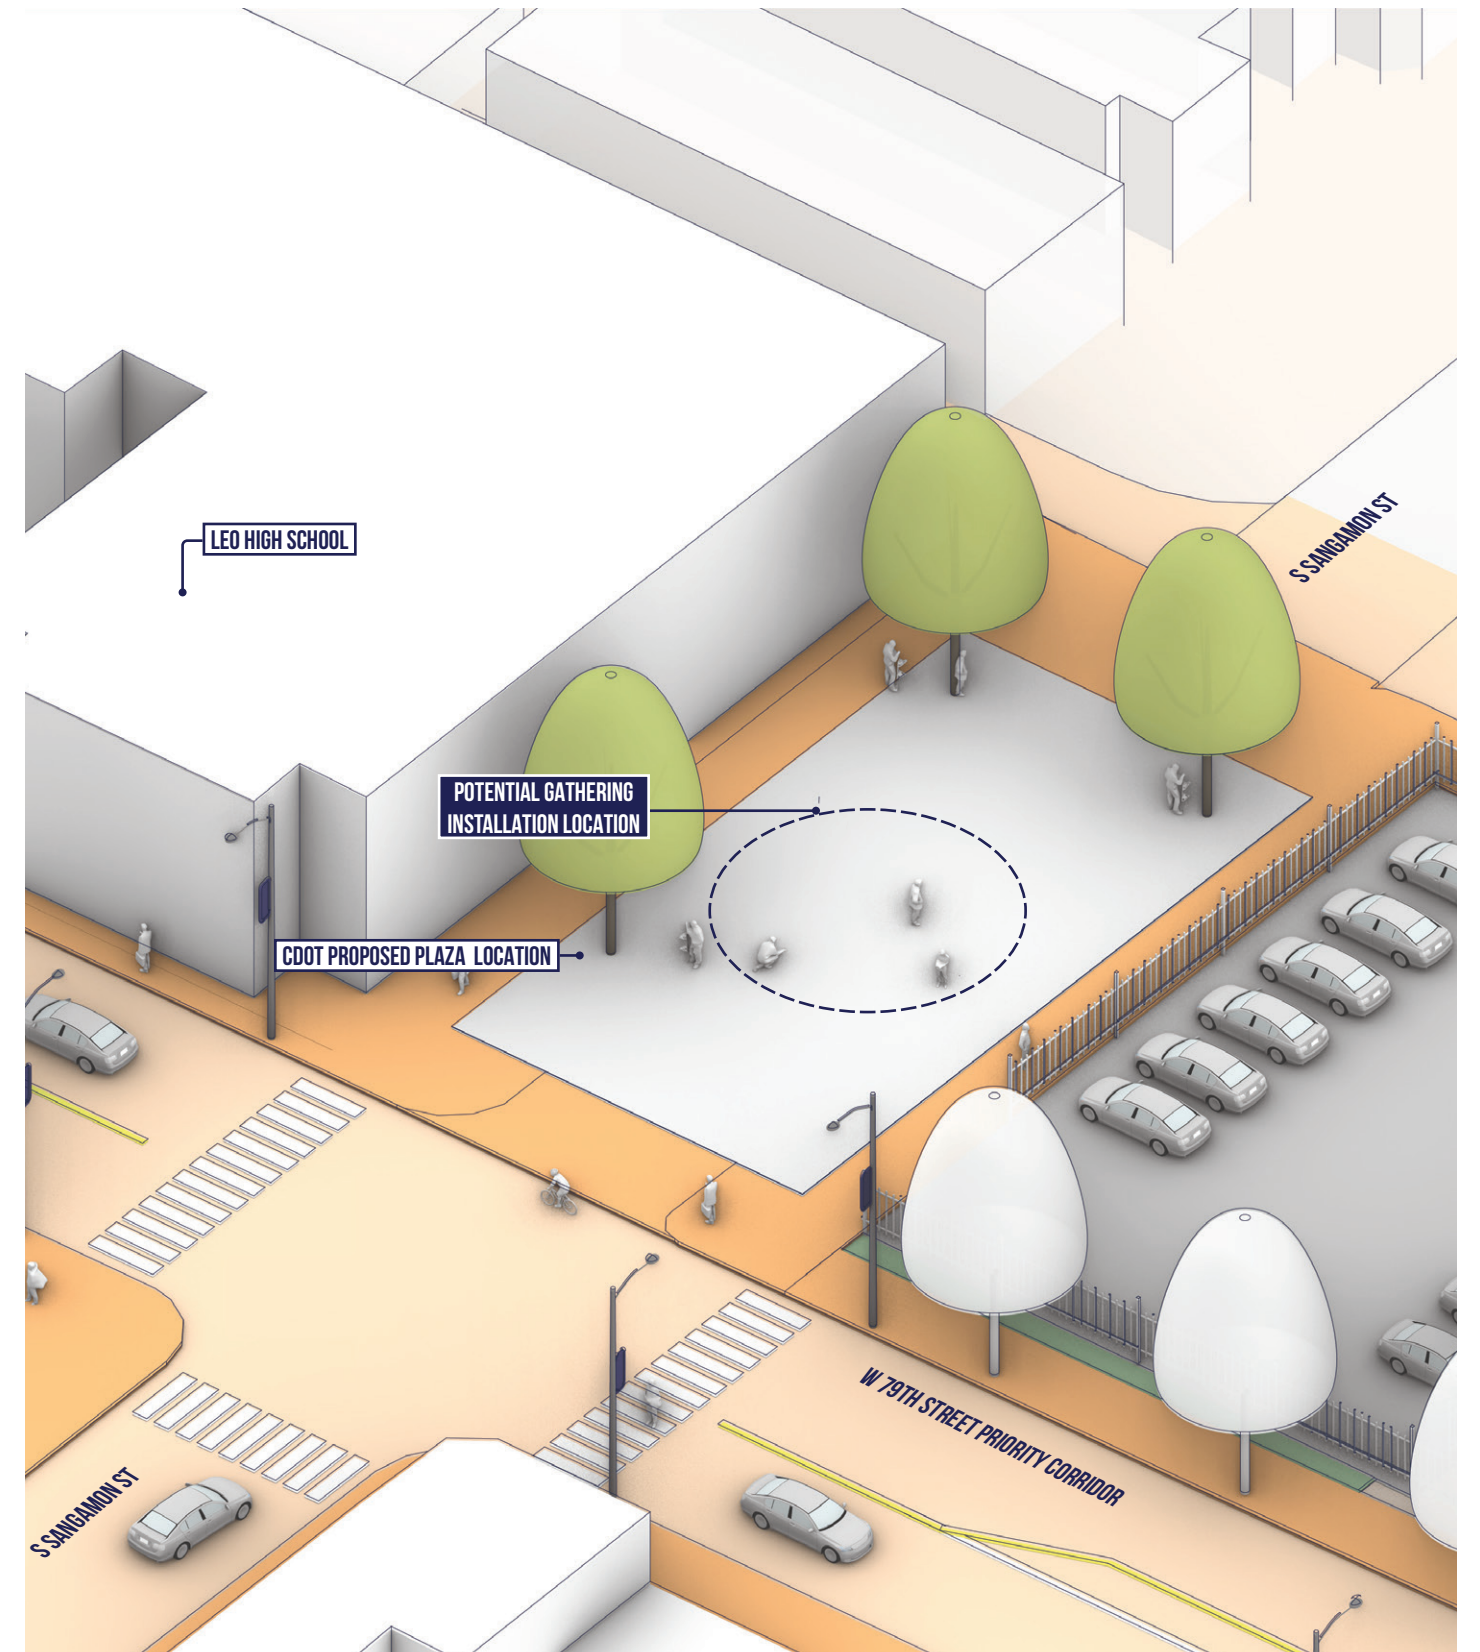 S SANGAMON ST
LEO HIGH SCHOOL
POTENTIAL GATHERING
INSTALLATION LOCATION
CDOT PROPOSED PLAZA LOCATION
W 79TH STREET PRIORITY CORRIDOR
S SANGAMON ST